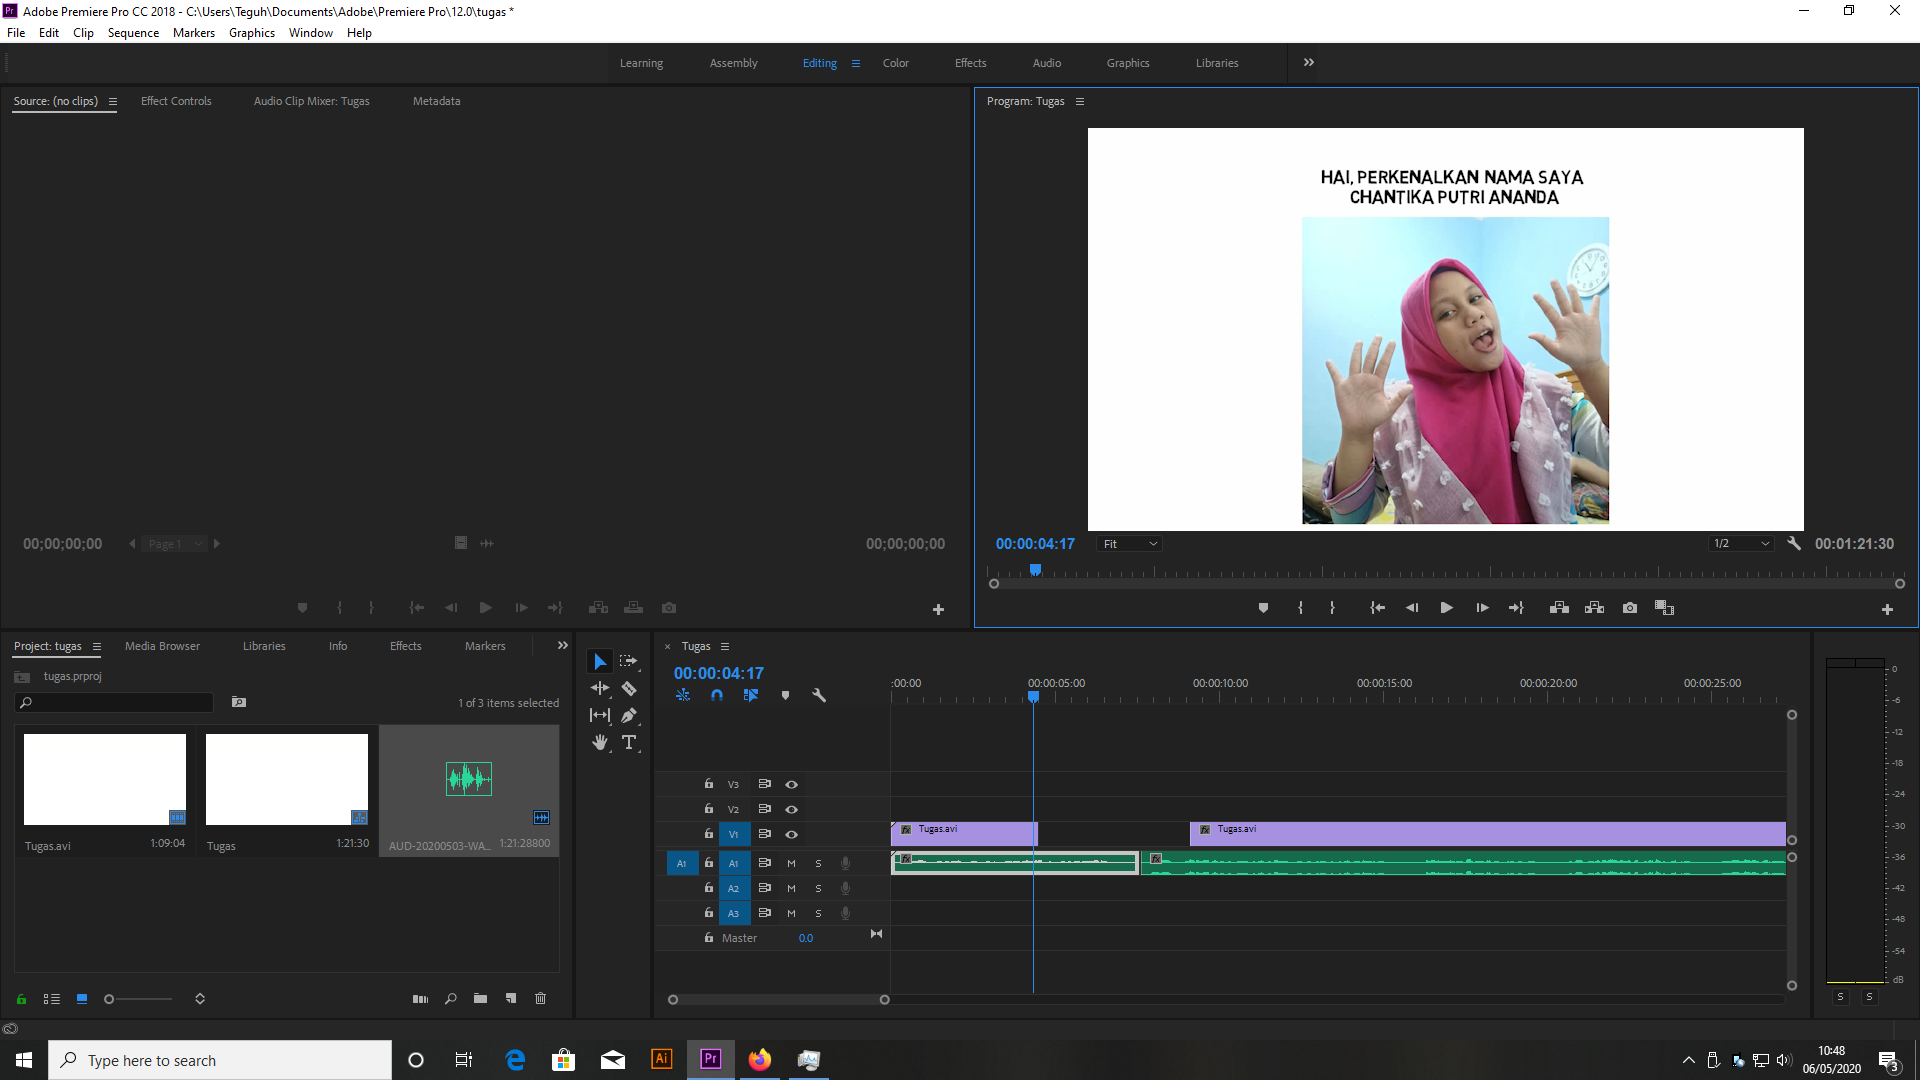 Adobe Premiere Pro CC 2018 - C:\Users\Teguh\Documents\Adobe\Premiere Pro\12.0\tugas *
File Edit Clip Sequence Markers Graphics Window Help
Learning Assembly Editing Color Effects Audio Graphics Libraries
Source: (no clips) Effect Controls Audio Clip Mixer: Tugas Metadata
Program: Tugas
HAI, PERKENALKAN NAMA SAYA
CHANTIKA PUTRI ANANDA
00;00;00;00 Page 1 00;00;00;00
00:00:04:17 Fit 1/2 00:01:21:30
Project: tugas Media Browser Libraries Info Effects Markers
tugas.prproj
1 of 3 items selected
Tugas.avi 1:09:04
Tugas 1:21:30
AUD-20200503-WA... 1:21:28800
× Tugas
00:00:04:17
:00:00 00:00:05:00 00:00:10:00 00:00:15:00 00:00:20:00 00:00:25:00
V3
V2
V1 fx Tugas.avi fx Tugas.avi
A1 A1 M S fx fx
A2 M S
A3 M S
Master 0.0
0
-6
-12
-18
-24
-30
-36
-42
-48
-54
dB
S S
Type here to search
Ai Pr
10:48
06/05/2020
3